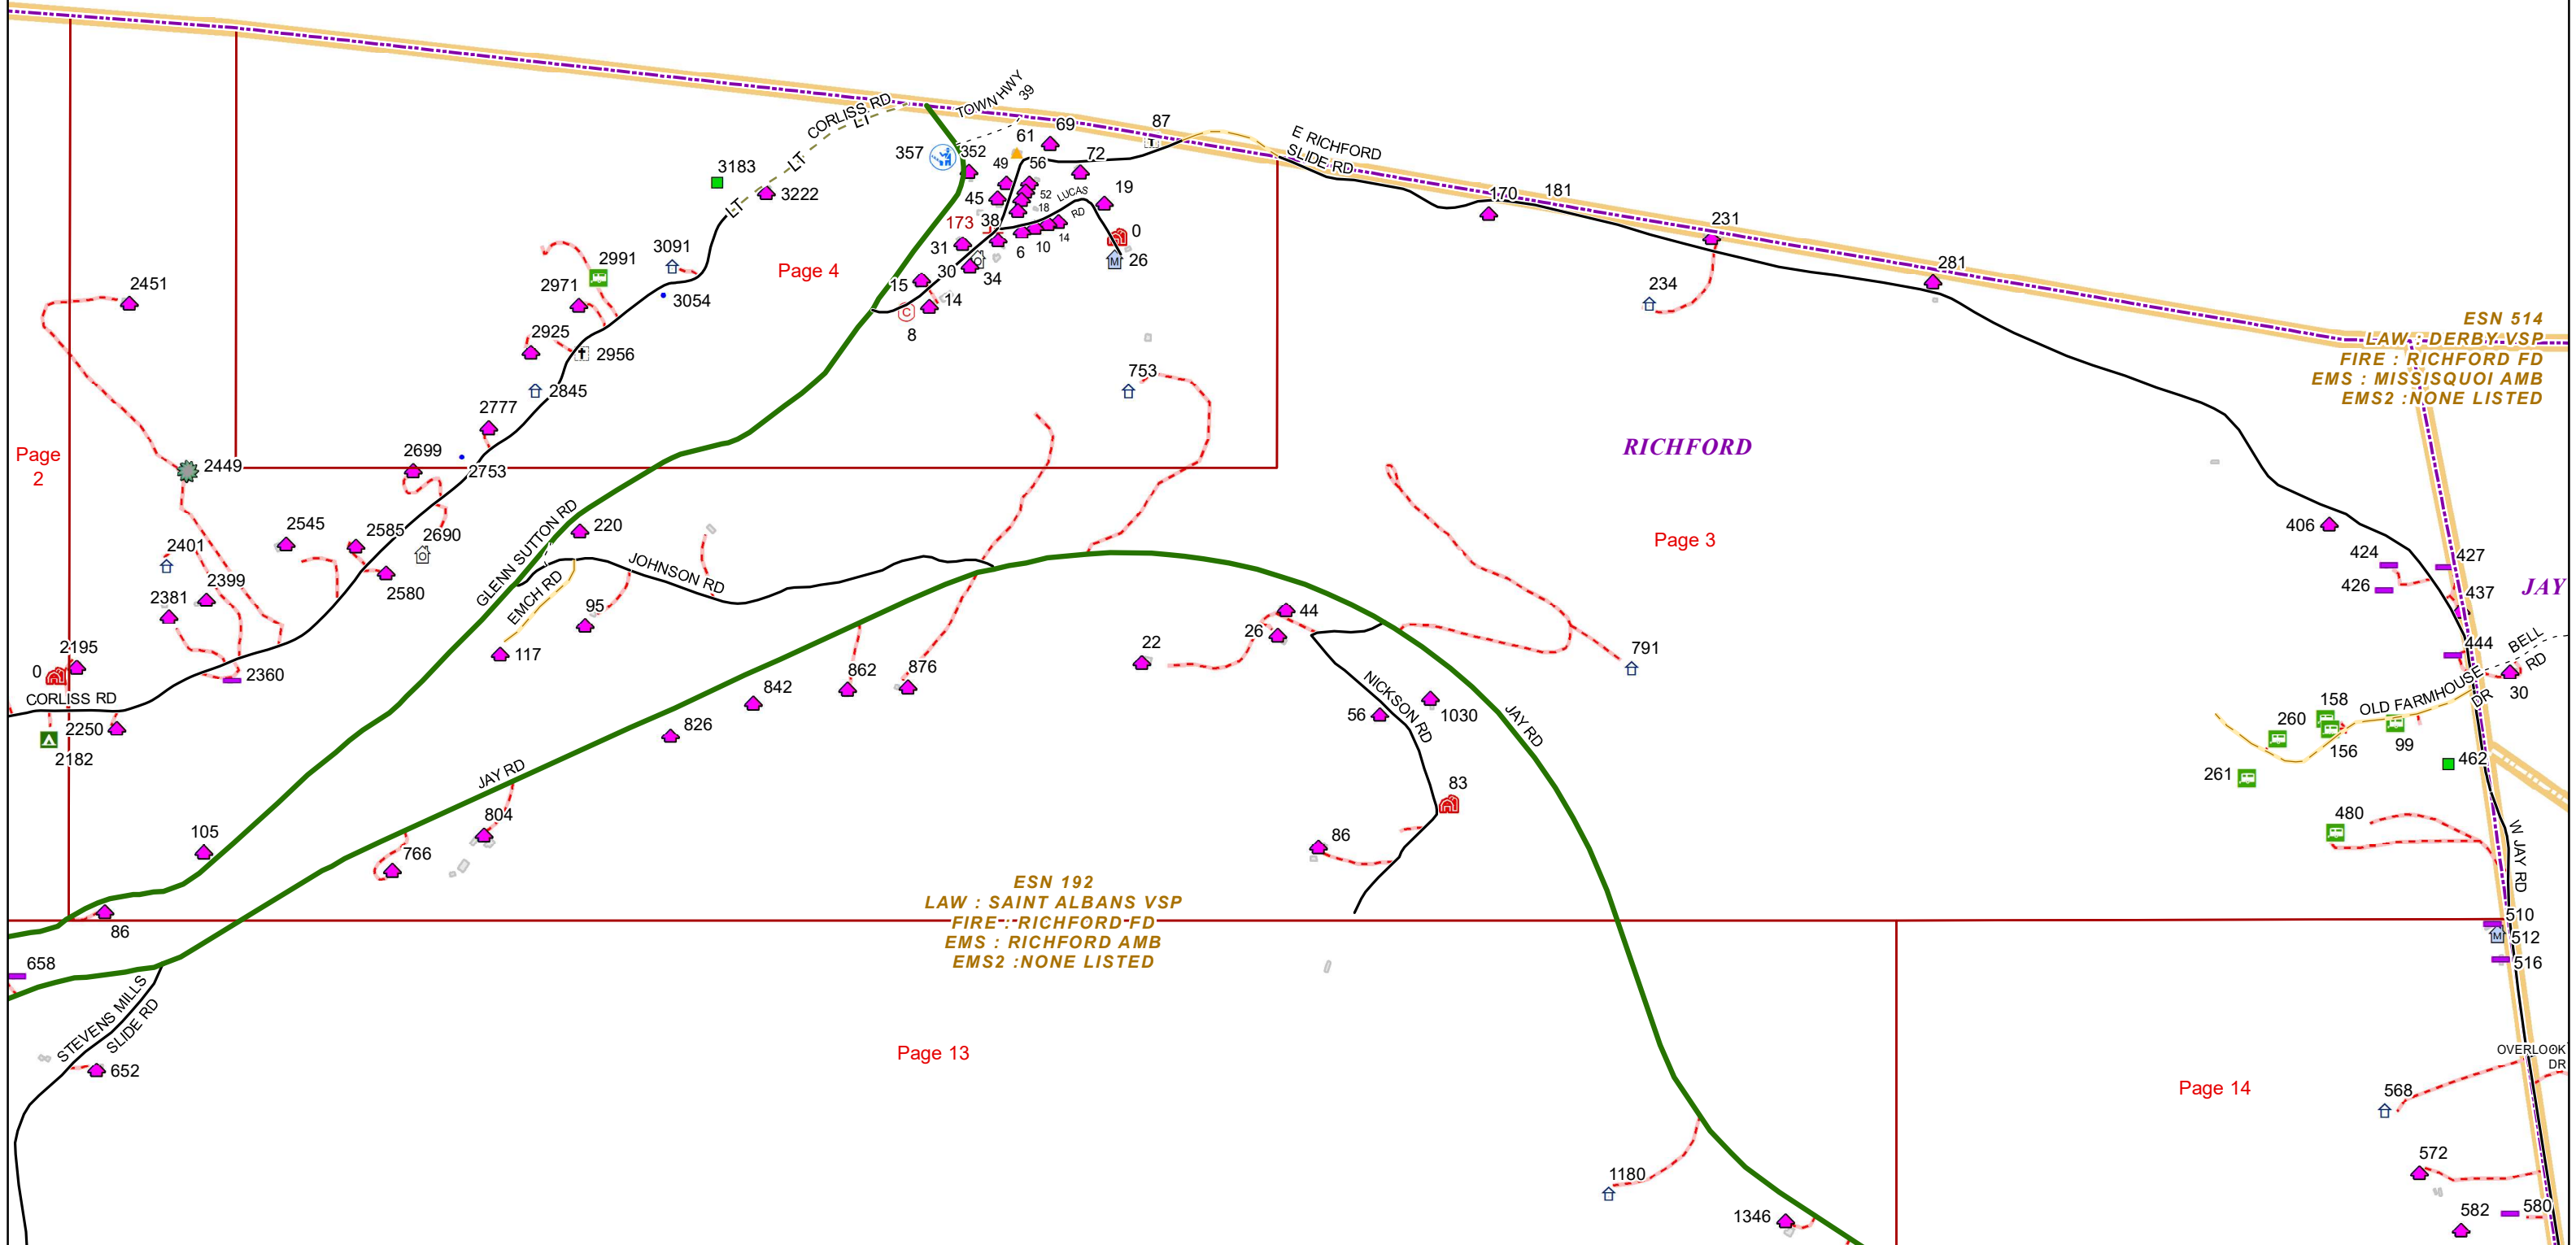 TOWN HWY
39
CORLISS RD
LT
LT
LT
69
87
61
357
352
49
56
72
E RICHFORD
SLIDE RD
3183
3222
45
52
18
LUCAS
RD
19
170
181
173
38
231
31
6
10
14
0
26
3091
2991
Page 4
30
34
281
2451
2971
3054
15
14
234
8
2925
2956
ESN 514
LAW : DERBY VSP
FIRE : RICHFORD FD
EMS : MISSISQUOI AMB
EMS2 :NONE LISTED
2845
753
2777
Page
2
2449
2699
2753
RICHFORD
GLENN SUTTON RD
220
2545
2585
2690
Page 3
406
2401
2399
2580
JOHNSON RD
424
427
426
437
JAY
2381
EMCH RD
95
44
26
2195
0
117
22
791
444
BELL
RD
2360
862
876
842
CORLISS RD
NICKSON RD
56
1030
JAY RD
OLD FARMHOUSE
DR
30
158
260
156
99
2250
826
2182
462
JAY RD
261
83
804
480
105
86
766
W JAY RD
ESN 192
LAW : SAINT ALBANS VSP
FIRE : RICHFORD FD
EMS : RICHFORD AMB
EMS2 :NONE LISTED
86
510
512
516
658
STEVENS MILLS
SLIDE RD
652
Page 13
OVERLOOK
DR
Page 14
568
572
1180
1346
582
580